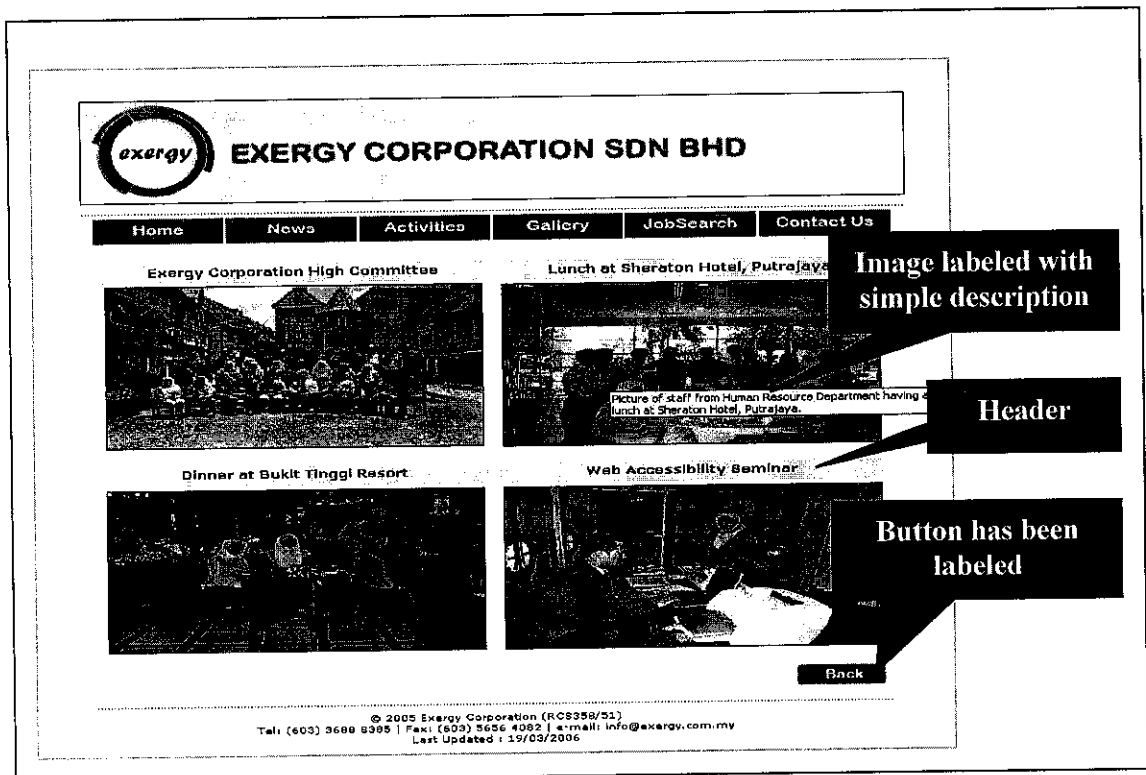 exergy
EXERGY CORPORATION SDN BHD
Home News Activities Gallery JobSearch Contact Us
Exergy Corporation High Committee
Lunch at Sheraton Hotel, Putrajaya
Image labeled with
simple description
Picture of staff from Human Resource Department having a
lunch at Sheraton Hotel, Putrajaya.
Header
Dinner at Bukit Tinggi Resort
Web Accessibility Seminar
Button has been
labeled
Back
© 2005 Exergy Corporation (RCS358/51)
Tel: (603) 3688 8385 | Fax: (603) 5656 4082 | e-mail: info@exergy.com.my
Last Updated : 19/03/2006